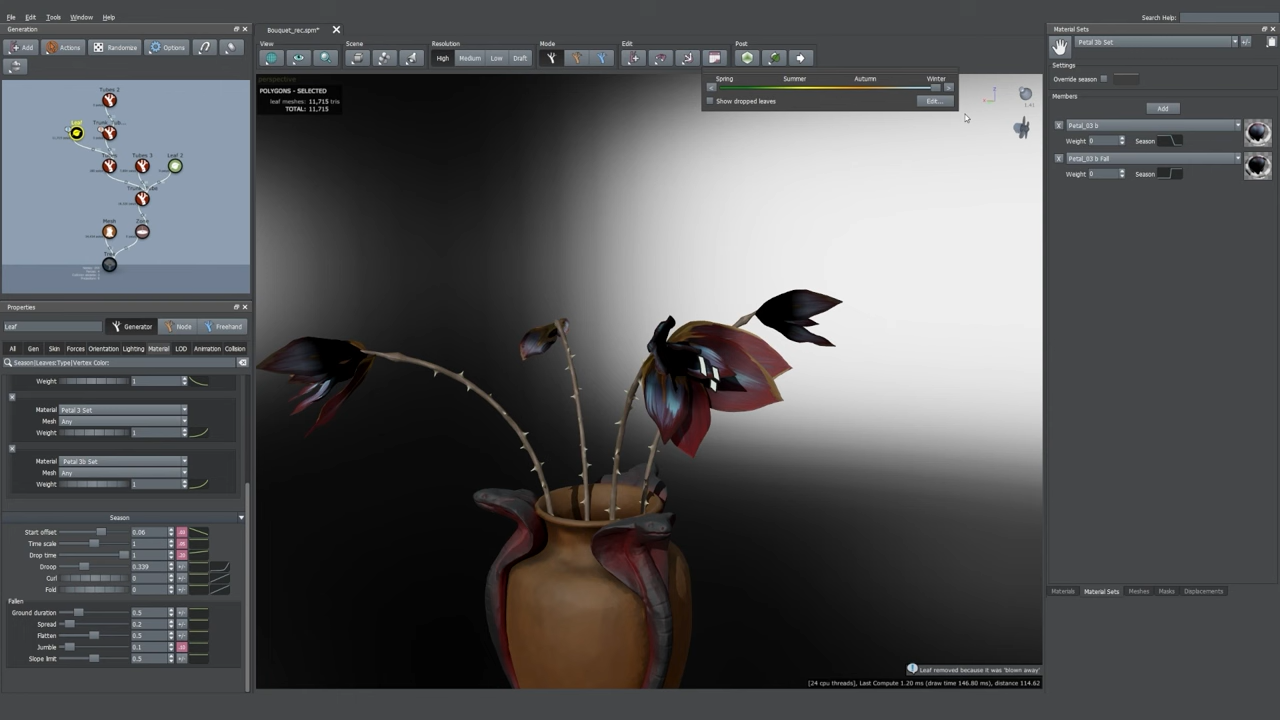 File Edit Tools Window Help
Search Help:
Generation
Add Actions Randomize Options
Tubes 2
Leaf
Trunk_Tub...
Tubes 3
Leaf 2
Mesh
Zone
Tree
Properties
Leaf
Generator Node Freehand
All Gen Skin Forces Orientation Lighting Material LOD Animation Collision
Season|Leaves:Type|Vertex Color:
Weight 1
Material Petal 3 Set
Mesh Any
Weight 1
Material Petal 3b Set
Mesh Any
Weight 1
Season
Start offset 0.06
Time scale 1
Drop time 1
Droop 0.339
Curl 0
Fold 0
Fallen
Ground duration 0.5
Spread 0.2
Flatten 0.5
Jumble 0.1
Slope limit 0.5
Bouquet_rec.spm*
View Scene Resolution Mode Edit Post
High Medium Low Draft
perspective
POLYGONS - SELECTED
leaf meshes: 11,715 tris
TOTAL: 11,715
Spring Summer Autumn Winter
Show dropped leaves
Edit...
Leaf removed because it was 'blown away'
[24 cpu threads], Last Compute 1.20 ms (draw time 146.80 ms), distance 114.62
Material Sets
Petal 3b Set
Settings
Override season
Members
Add
Petal_03 b
Weight 0 Season
Petal_03 b Fall
Weight 0 Season
Materials Material Sets Meshes Masks Displacements